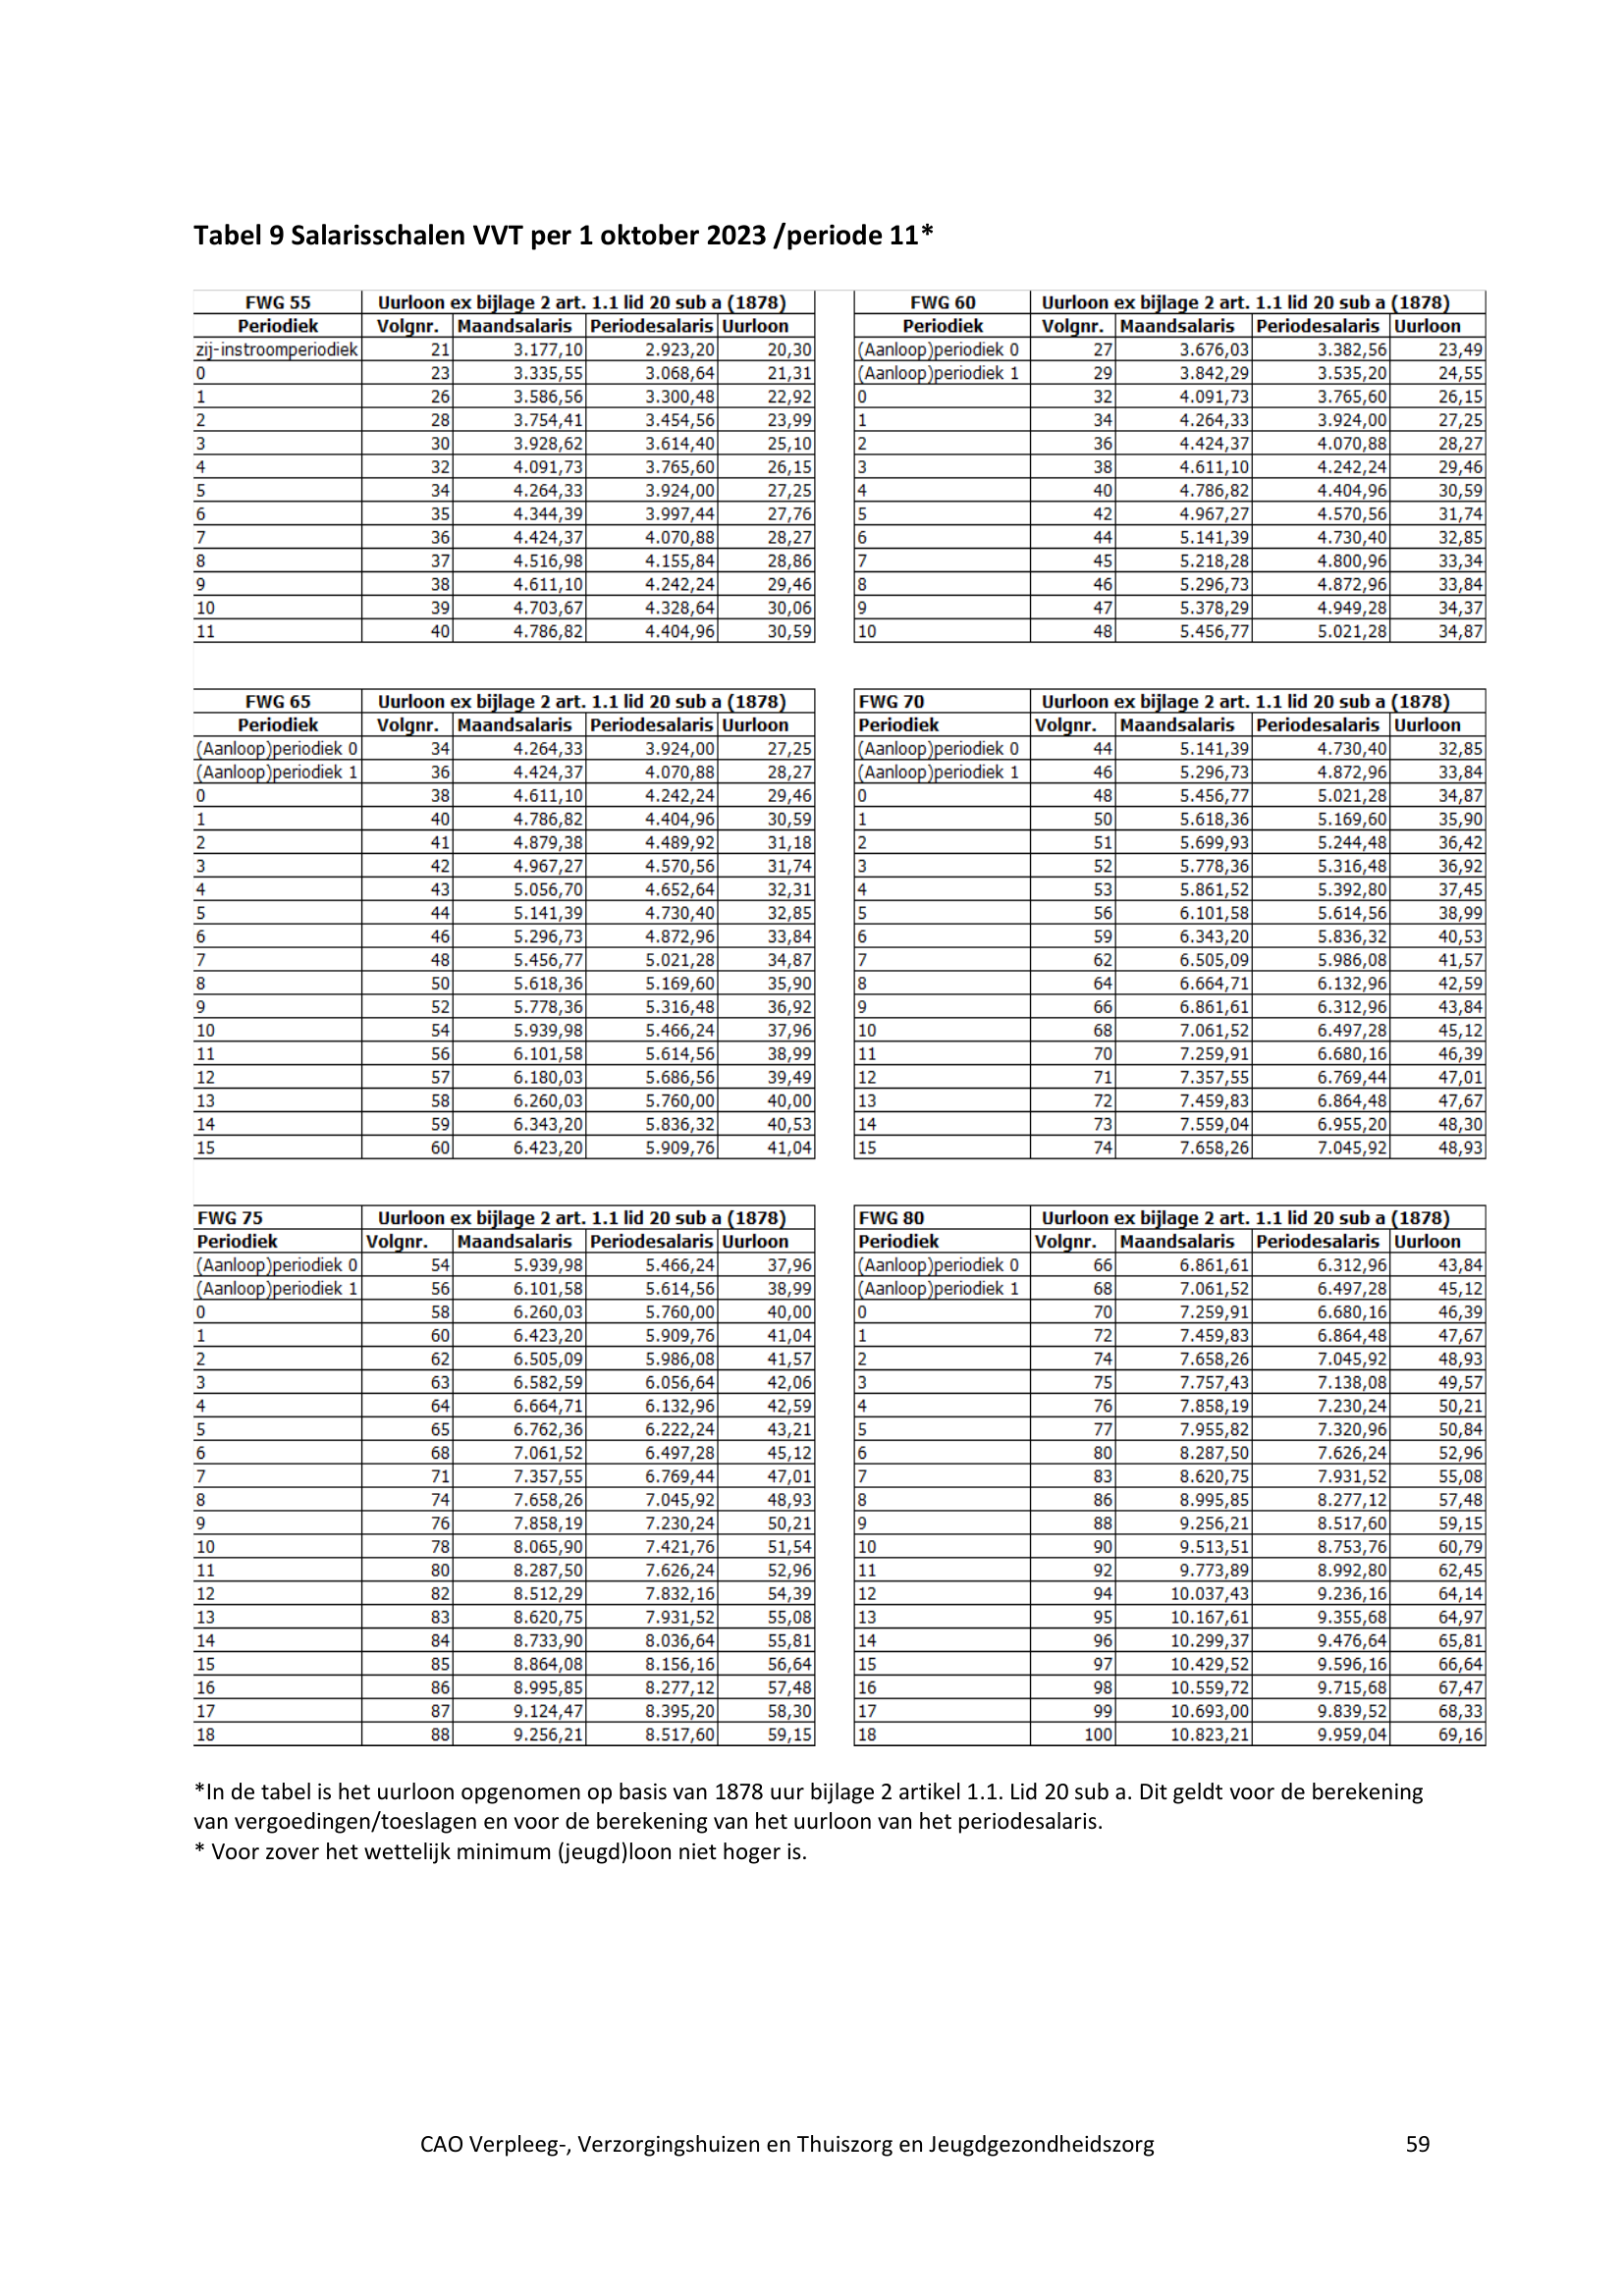 Tabel 9 Salarisschalen VVT per 1 oktober 2023 /periode 11*
FWG 55 Uurloon ex bijlage 2 art. 1.1 lid 20 sub a (1878)
Periodiek Volgnr. Maandsalaris Periodesalaris Uurloon
zij-instroomperiodiek 21 3.177,10 2.923,20 20,30
0 23 3.335,55 3.068,64 21,31
1 26 3.586,56 3.300,48 22,92
2 28 3.754,41 3.454,56 23,99
3 30 3.928,62 3.614,40 25,10
4 32 4.091,73 3.765,60 26,15
5 34 4.264,33 3.924,00 27,25
6 35 4.344,39 3.997,44 27,76
7 36 4.424,37 4.070,88 28,27
8 37 4.516,98 4.155,84 28,86
9 38 4.611,10 4.242,24 29,46
10 39 4.703,67 4.328,64 30,06
11 40 4.786,82 4.404,96 30,59
FWG 60 Uurloon ex bijlage 2 art. 1.1 lid 20 sub a (1878)
Periodiek Volgnr. Maandsalaris Periodesalaris Uurloon
(Aanloop)periodiek 0 27 3.676,03 3.382,56 23,49
(Aanloop)periodiek 1 29 3.842,29 3.535,20 24,55
0 32 4.091,73 3.765,60 26,15
1 34 4.264,33 3.924,00 27,25
2 36 4.424,37 4.070,88 28,27
3 38 4.611,10 4.242,24 29,46
4 40 4.786,82 4.404,96 30,59
5 42 4.967,27 4.570,56 31,74
6 44 5.141,39 4.730,40 32,85
7 45 5.218,28 4.800,96 33,34
8 46 5.296,73 4.872,96 33,84
9 47 5.378,29 4.949,28 34,37
10 48 5.456,77 5.021,28 34,87
FWG 65 Uurloon ex bijlage 2 art. 1.1 lid 20 sub a (1878)
Periodiek Volgnr. Maandsalaris Periodesalaris Uurloon
(Aanloop)periodiek 0 34 4.264,33 3.924,00 27,25
(Aanloop)periodiek 1 36 4.424,37 4.070,88 28,27
0 38 4.611,10 4.242,24 29,46
1 40 4.786,82 4.404,96 30,59
2 41 4.879,38 4.489,92 31,18
3 42 4.967,27 4.570,56 31,74
4 43 5.056,70 4.652,64 32,31
5 44 5.141,39 4.730,40 32,85
6 46 5.296,73 4.872,96 33,84
7 48 5.456,77 5.021,28 34,87
8 50 5.618,36 5.169,60 35,90
9 52 5.778,36 5.316,48 36,92
10 54 5.939,98 5.466,24 37,96
11 56 6.101,58 5.614,56 38,99
12 57 6.180,03 5.686,56 39,49
13 58 6.260,03 5.760,00 40,00
14 59 6.343,20 5.836,32 40,53
15 60 6.423,20 5.909,76 41,04
FWG 70 Uurloon ex bijlage 2 art. 1.1 lid 20 sub a (1878)
Periodiek Volgnr. Maandsalaris Periodesalaris Uurloon
(Aanloop)periodiek 0 44 5.141,39 4.730,40 32,85
(Aanloop)periodiek 1 46 5.296,73 4.872,96 33,84
0 48 5.456,77 5.021,28 34,87
1 50 5.618,36 5.169,60 35,90
2 51 5.699,93 5.244,48 36,42
3 52 5.778,36 5.316,48 36,92
4 53 5.861,52 5.392,80 37,45
5 56 6.101,58 5.614,56 38,99
6 59 6.343,20 5.836,32 40,53
7 62 6.505,09 5.986,08 41,57
8 64 6.664,71 6.132,96 42,59
9 66 6.861,61 6.312,96 43,84
10 68 7.061,52 6.497,28 45,12
11 70 7.259,91 6.680,16 46,39
12 71 7.357,55 6.769,44 47,01
13 72 7.459,83 6.864,48 47,67
14 73 7.559,04 6.955,20 48,30
15 74 7.658,26 7.045,92 48,93
FWG 75 Uurloon ex bijlage 2 art. 1.1 lid 20 sub a (1878)
Periodiek Volgnr. Maandsalaris Periodesalaris Uurloon
(Aanloop)periodiek 0 54 5.939,98 5.466,24 37,96
(Aanloop)periodiek 1 56 6.101,58 5.614,56 38,99
0 58 6.260,03 5.760,00 40,00
1 60 6.423,20 5.909,76 41,04
2 62 6.505,09 5.986,08 41,57
3 63 6.582,59 6.056,64 42,06
4 64 6.664,71 6.132,96 42,59
5 65 6.762,36 6.222,24 43,21
6 68 7.061,52 6.497,28 45,12
7 71 7.357,55 6.769,44 47,01
8 74 7.658,26 7.045,92 48,93
9 76 7.858,19 7.230,24 50,21
10 78 8.065,90 7.421,76 51,54
11 80 8.287,50 7.626,24 52,96
12 82 8.512,29 7.832,16 54,39
13 83 8.620,75 7.931,52 55,08
14 84 8.733,90 8.036,64 55,81
15 85 8.864,08 8.156,16 56,64
16 86 8.995,85 8.277,12 57,48
17 87 9.124,47 8.395,20 58,30
18 88 9.256,21 8.517,60 59,15
FWG 80 Uurloon ex bijlage 2 art. 1.1 lid 20 sub a (1878)
Periodiek Volgnr. Maandsalaris Periodesalaris Uurloon
(Aanloop)periodiek 0 66 6.861,61 6.312,96 43,84
(Aanloop)periodiek 1 68 7.061,52 6.497,28 45,12
0 70 7.259,91 6.680,16 46,39
1 72 7.459,83 6.864,48 47,67
2 74 7.658,26 7.045,92 48,93
3 75 7.757,43 7.138,08 49,57
4 76 7.858,19 7.230,24 50,21
5 77 7.955,82 7.320,96 50,84
6 80 8.287,50 7.626,24 52,96
7 83 8.620,75 7.931,52 55,08
8 86 8.995,85 8.277,12 57,48
9 88 9.256,21 8.517,60 59,15
10 90 9.513,51 8.753,76 60,79
11 92 9.773,89 8.992,80 62,45
12 94 10.037,43 9.236,16 64,14
13 95 10.167,61 9.355,68 64,97
14 96 10.299,37 9.476,64 65,81
15 97 10.429,52 9.596,16 66,64
16 98 10.559,72 9.715,68 67,47
17 99 10.693,00 9.839,52 68,33
18 100 10.823,21 9.959,04 69,16
*In de tabel is het uurloon opgenomen op basis van 1878 uur bijlage 2 artikel 1.1. Lid 20 sub a. Dit geldt voor de berekening
van vergoedingen/toeslagen en voor de berekening van het uurloon van het periodesalaris.
* Voor zover het wettelijk minimum (jeugd)loon niet hoger is.
CAO Verpleeg-, Verzorgingshuizen en Thuiszorg en Jeugdgezondheidszorg 59